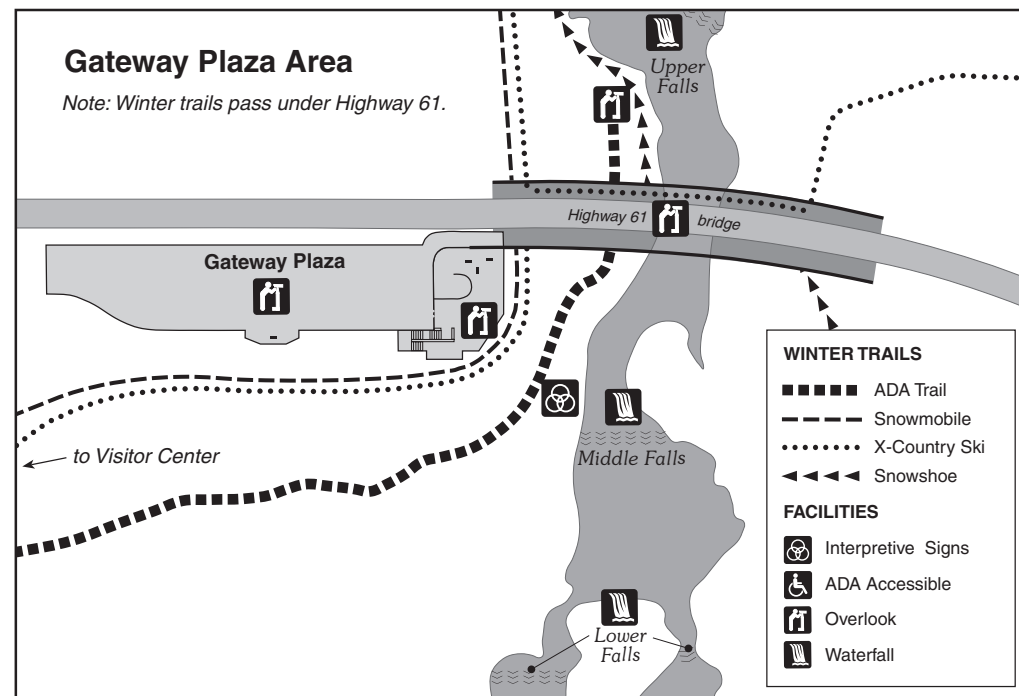 Gateway Plaza Area
Note: Winter trails pass under Highway 61.
Upper
Falls
Highway 61
bridge
Gateway Plaza
to Visitor Center
Middle Falls
Lower
Falls
WINTER TRAILS
ADA Trail
Snowmobile
X-Country Ski
Snowshoe
FACILITIES
Interpretive Signs
ADA Accessible
Overlook
Waterfall